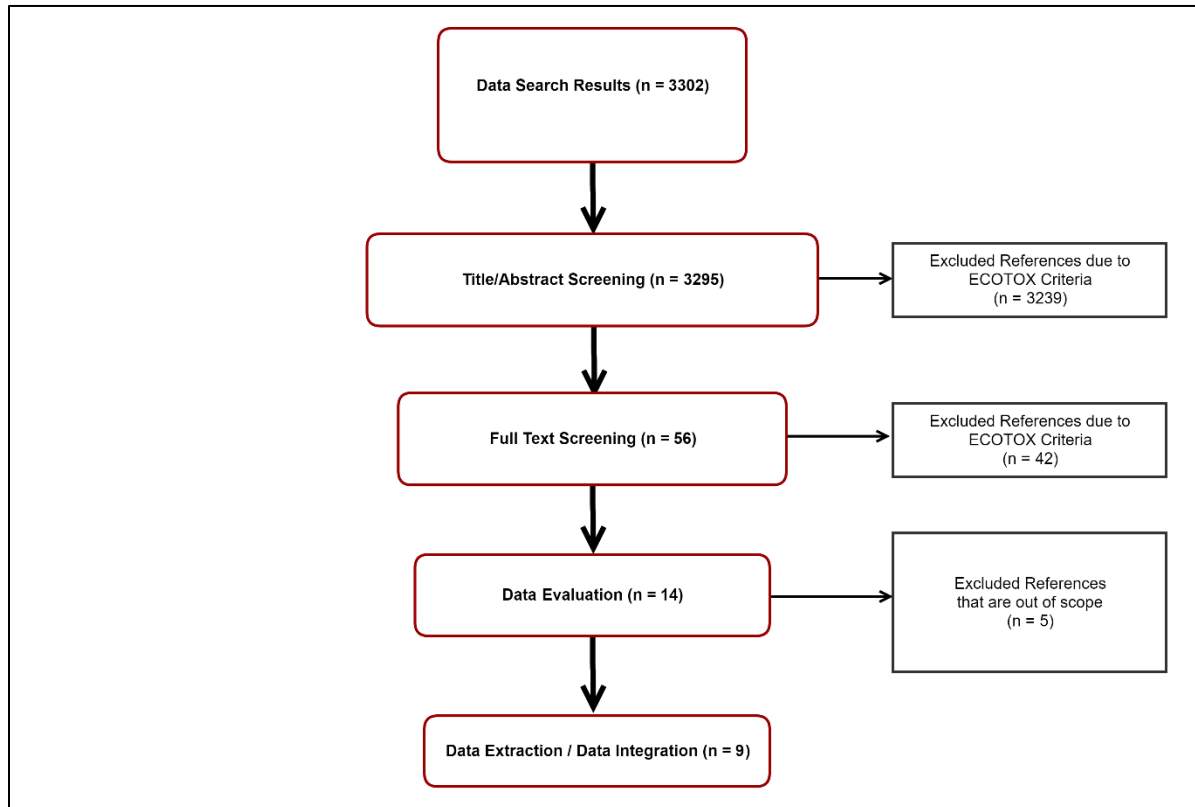 Data Search Results (n = 3302)
Title/Abstract Screening (n = 3295)
Excluded References due to
ECOTOX Criteria
(n = 3239)
Full Text Screening (n = 56)
Excluded References due to
ECOTOX Criteria
(n = 42)
Data Evaluation (n = 14)
Excluded References
that are out of scope
(n = 5)
Data Extraction / Data Integration (n = 9)